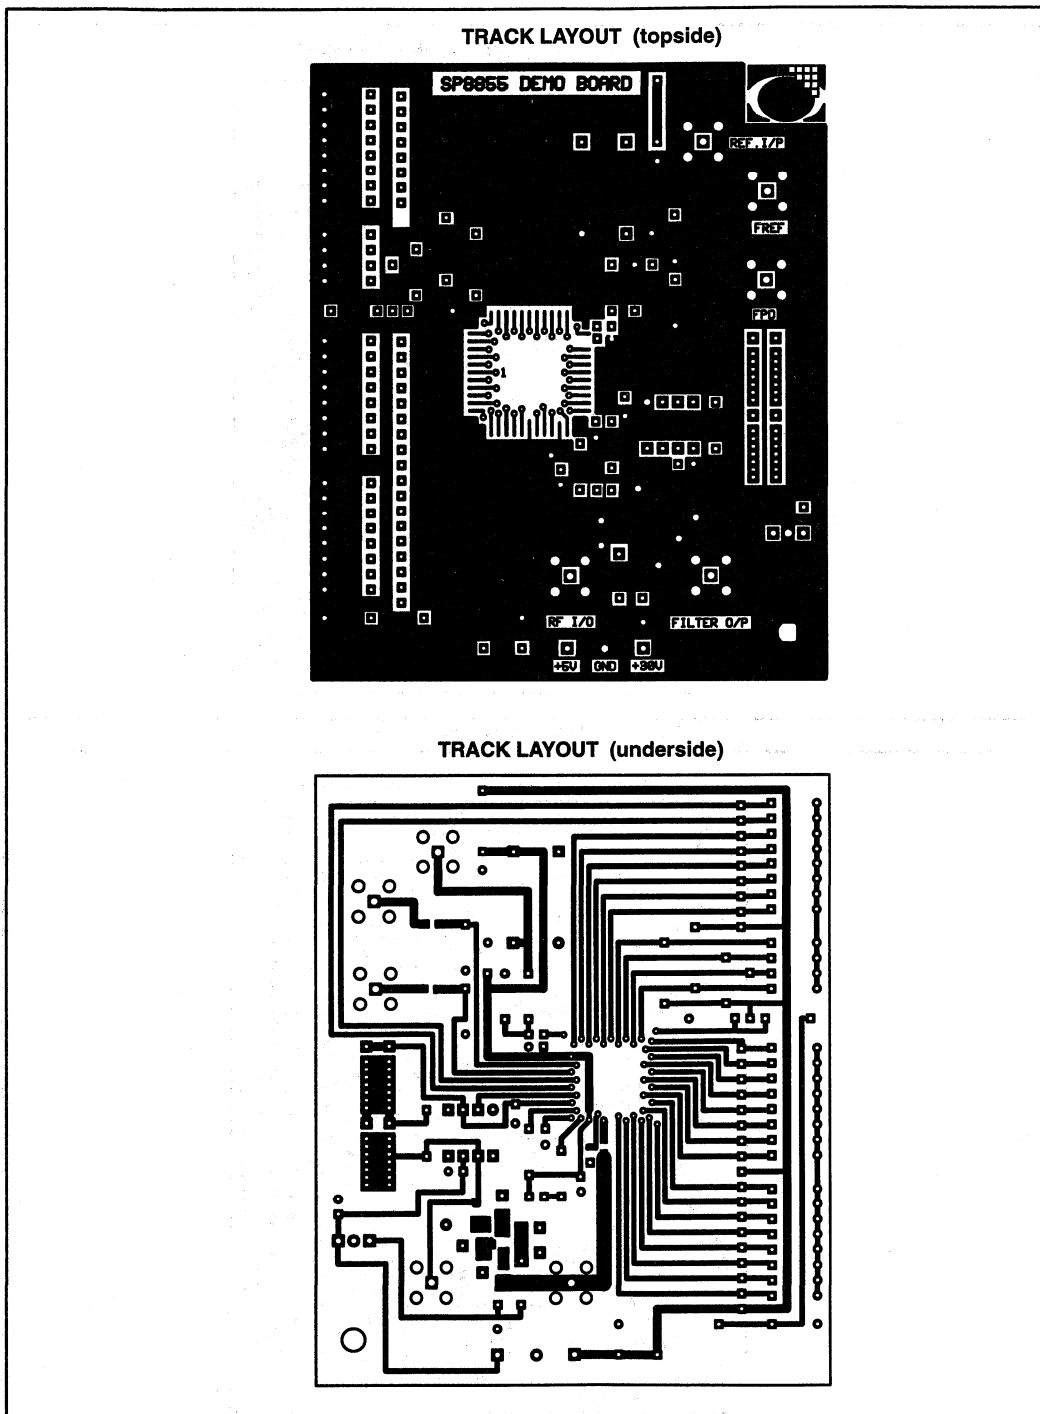 TRACK LAYOUT (topside)
SP8855 DEMO BOARD
REF.I/P
FREF
FPD
1
RF I/O
FILTER O/P
+5V GND +30V
TRACK LAYOUT (underside)